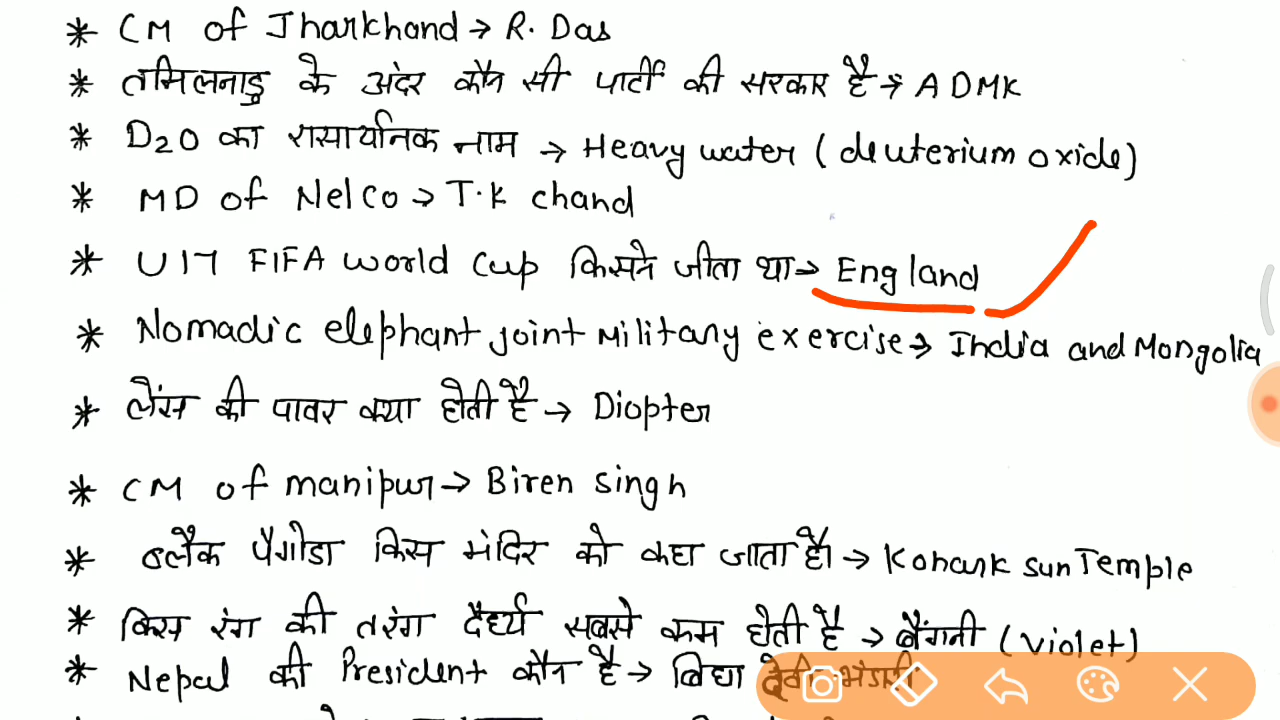 * CM of Jharkhand → R. Das
* तमिलनाडु के अंदर कौन सी पार्टी की सरकार है → ADMK
* D2O का रासायनिक नाम → Heavy water (deuterium oxide)
* MD of Nelco → T.K chand
* U17 FIFA world cup किसने जीता था → England
* Nomadic elephant joint Military exercise → India and Mongolia
* लेंस की पावर क्या होती है → Diopter
* CM of manipur → Biren singh
* ब्लैक पैगोडा किस मंदिर को कहा जाता है। → Konark sun Temple
* किस रंग की तरंग दैर्ध्य सबसे कम होती है → बैंगनी (violet)
* Nepal की President कौन है → विद्या देवी